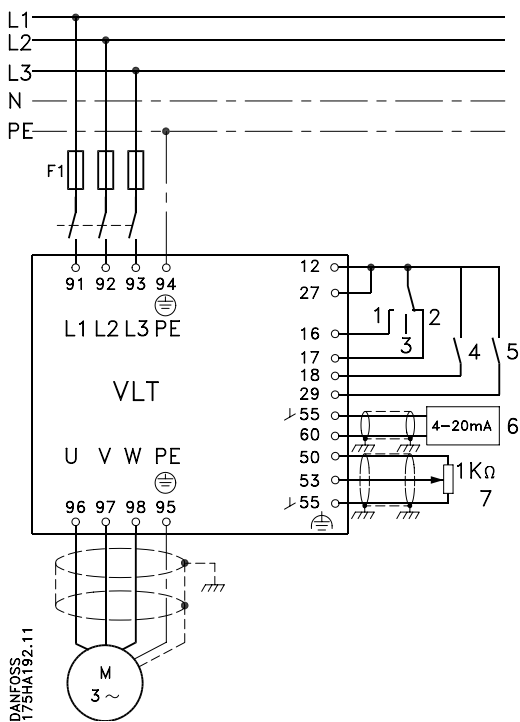 L1
L2
L3
N
PE
F1
91 92 93 94
L1 L2 L3 PE
VLT
U V W PE
96 97 98 95
12
27
16
17
18
29
55
60
50
53
55
1 2
3
4 5
4-20mA 6
1KΩ
7
M
3~
DANFOSS
175HA192.11